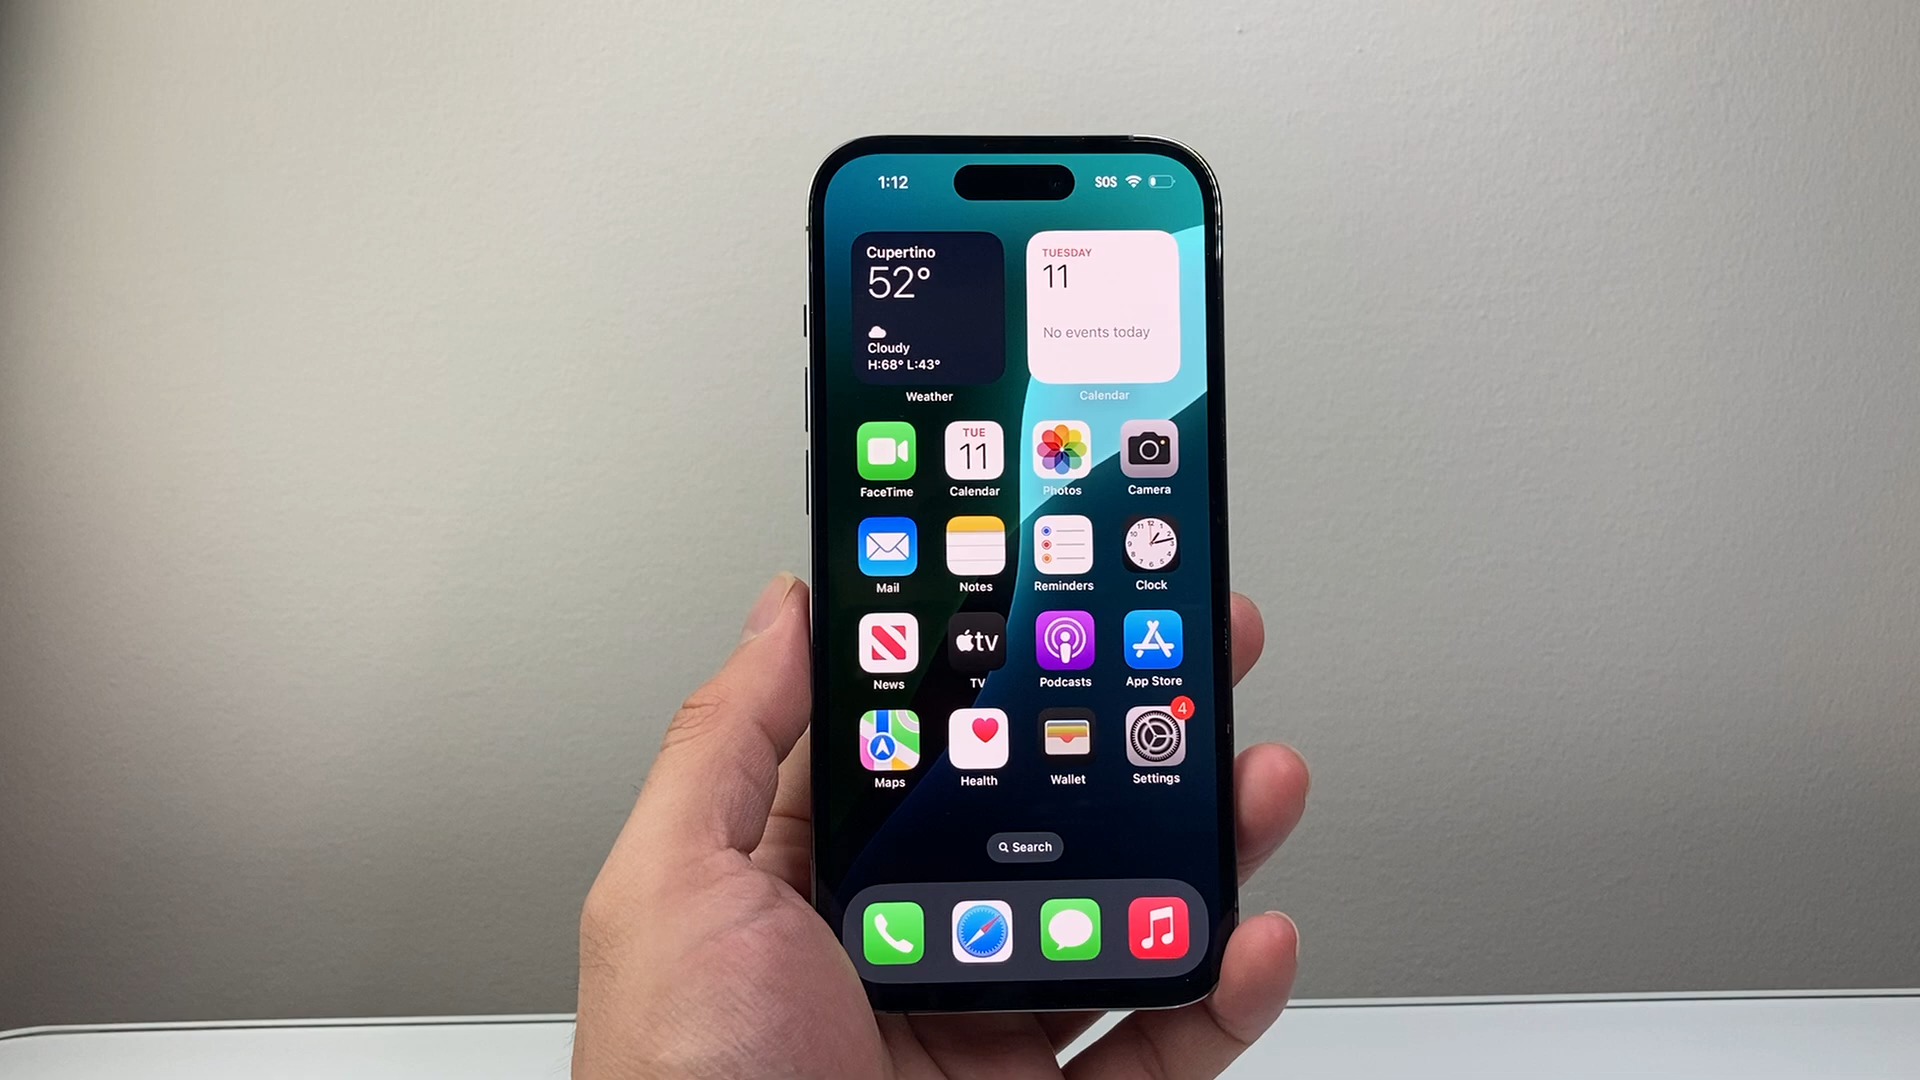 1:12
SOS
Cupertino
52°
Cloudy
H:68° L:43°
Weather
TUESDAY
11
No events today
Calendar
TUE
11
FaceTime
Calendar
Photos
Camera
Mail
Notes
Reminders
Clock
tv
News
TV
Podcasts
App Store
4
Maps
Health
Wallet
Settings
Search